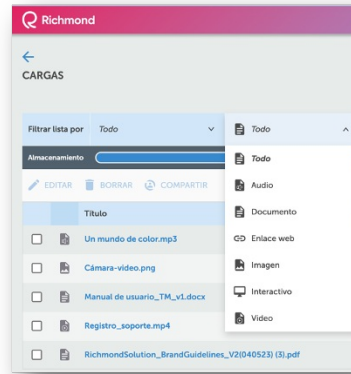 Richmond
CARGAS
Filtrar lista por Todo Todo
Almacenamiento
EDITAR BORRAR COMPARTIR
Título
Un mundo de color.mp3
Cámara-video.png
Manual de usuario_TM_v1.docx
Registro_soporte.mp4
RichmondSolution_BrandGuidelines_V2(040523) (3).pdf
Todo
Audio
Documento
Enlace web
Imagen
Interactivo
Video